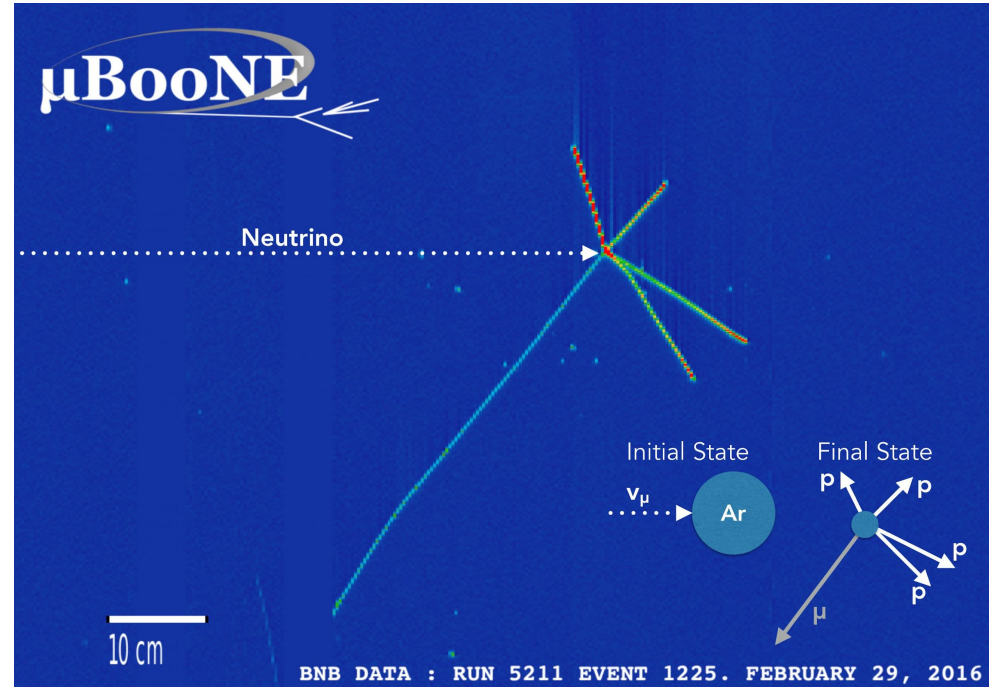 µBooNE
Neutrino
Initial State
Final State
νμ
Ar
p
p
p
p
μ
10 cm
BNB DATA : RUN 5211 EVENT 1225. FEBRUARY 29, 2016